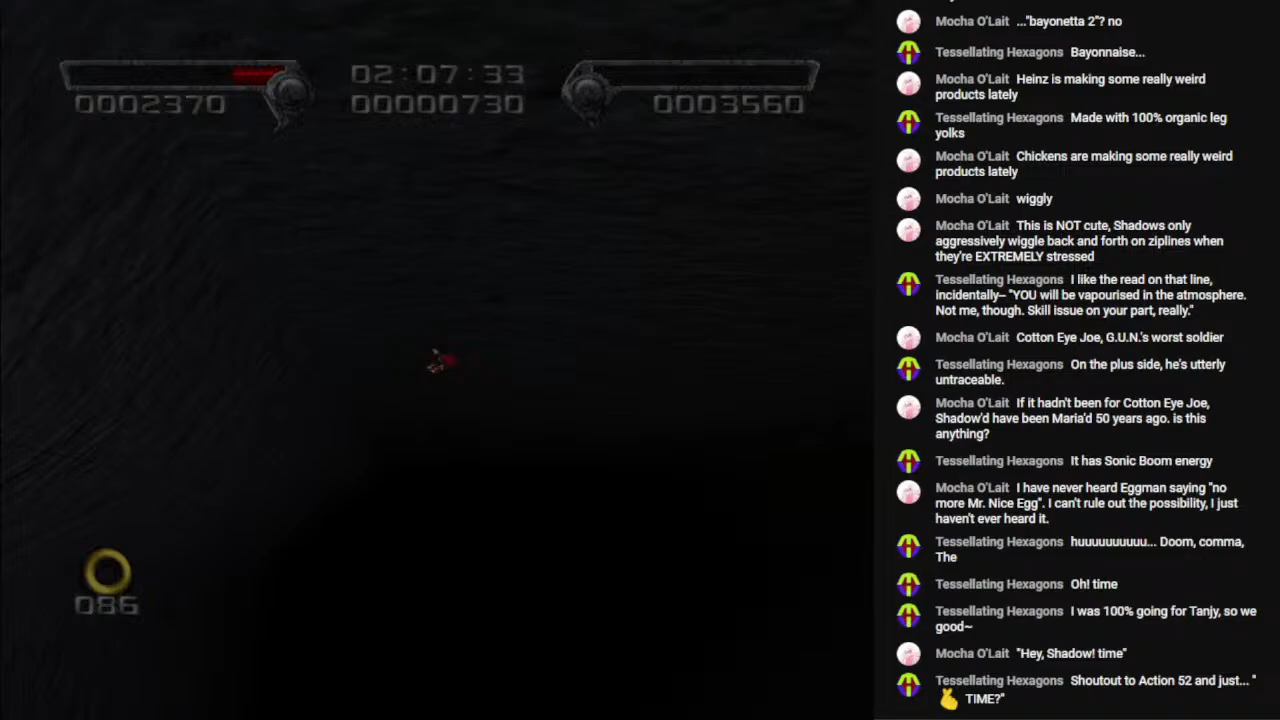 0002370
02:07:33
00000730
0003560
086
Mocha O'Lait ..."bayonetta 2"? no
Tessellating Hexagons Bayonnaise...
Mocha O'Lait Heinz is making some really weird
products lately
Tessellating Hexagons Made with 100% organic leg
yolks
Mocha O'Lait Chickens are making some really weird
products lately
Mocha O'Lait wiggly
Mocha O'Lait This is NOT cute, Shadows only
aggressively wiggle back and forth on ziplines when
they're EXTREMELY stressed
Tessellating Hexagons I like the read on that line,
incidentally– "YOU will be vapourised in the atmosphere.
Not me, though. Skill issue on your part, really."
Mocha O'Lait Cotton Eye Joe, G.U.N.'s worst soldier
Tessellating Hexagons On the plus side, he's utterly
untraceable.
Mocha O'Lait If it hadn't been for Cotton Eye Joe,
Shadow'd have been Maria'd 50 years ago. is this
anything?
Tessellating Hexagons It has Sonic Boom energy
Mocha O'Lait I have never heard Eggman saying "no
more Mr. Nice Egg". I can't rule out the possibility, I just
haven't ever heard it.
Tessellating Hexagons huuuuuuuuuu... Doom, comma,
The
Tessellating Hexagons Oh! time
Tessellating Hexagons I was 100% going for Tanjy, so we
good~
Mocha O'Lait "Hey, Shadow! time"
Tessellating Hexagons Shoutout to Action 52 and just... "
TIME?"